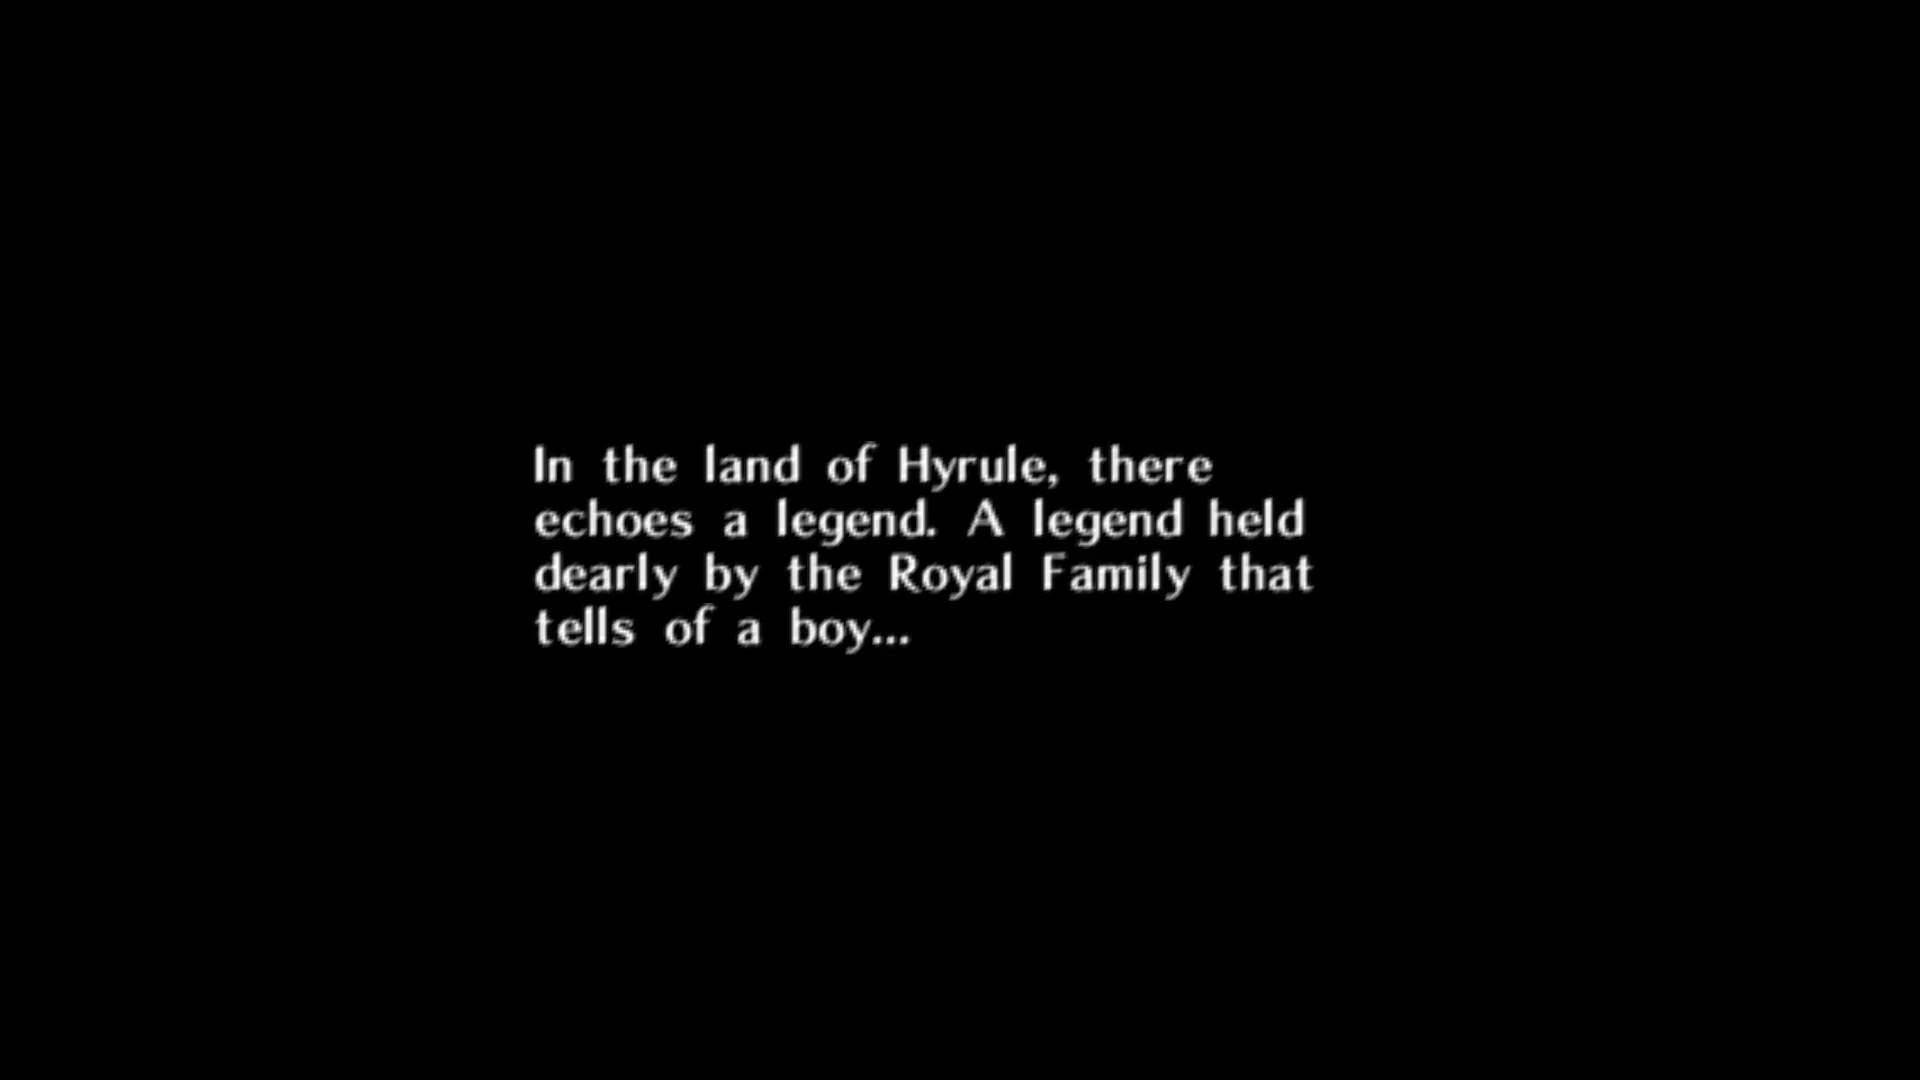 In the land of Hyrule, there
echoes a legend. A legend held
dearly by the Royal Family that
tells of a boy...